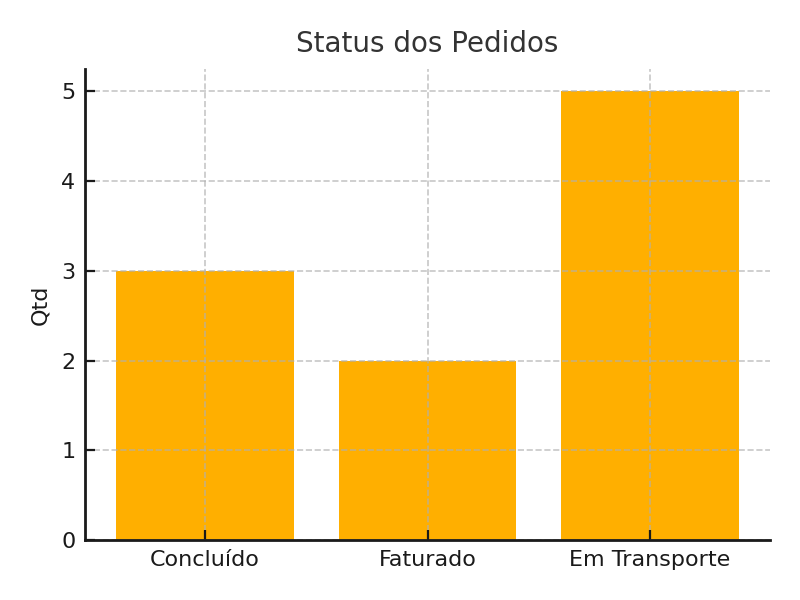 Status dos Pedidos
5
4
3
2
1
0
Qtd
Concluído
Faturado
Em Transporte